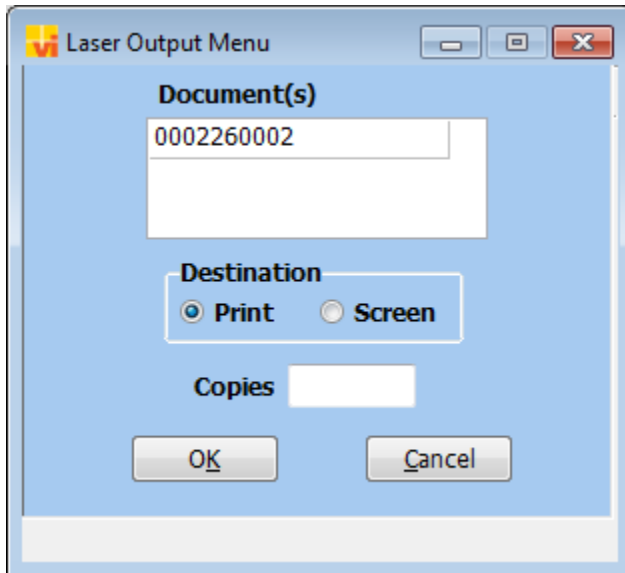 vi Laser Output Menu
Document(s)
0002260002
Destination
Print Screen
Copies
OK Cancel